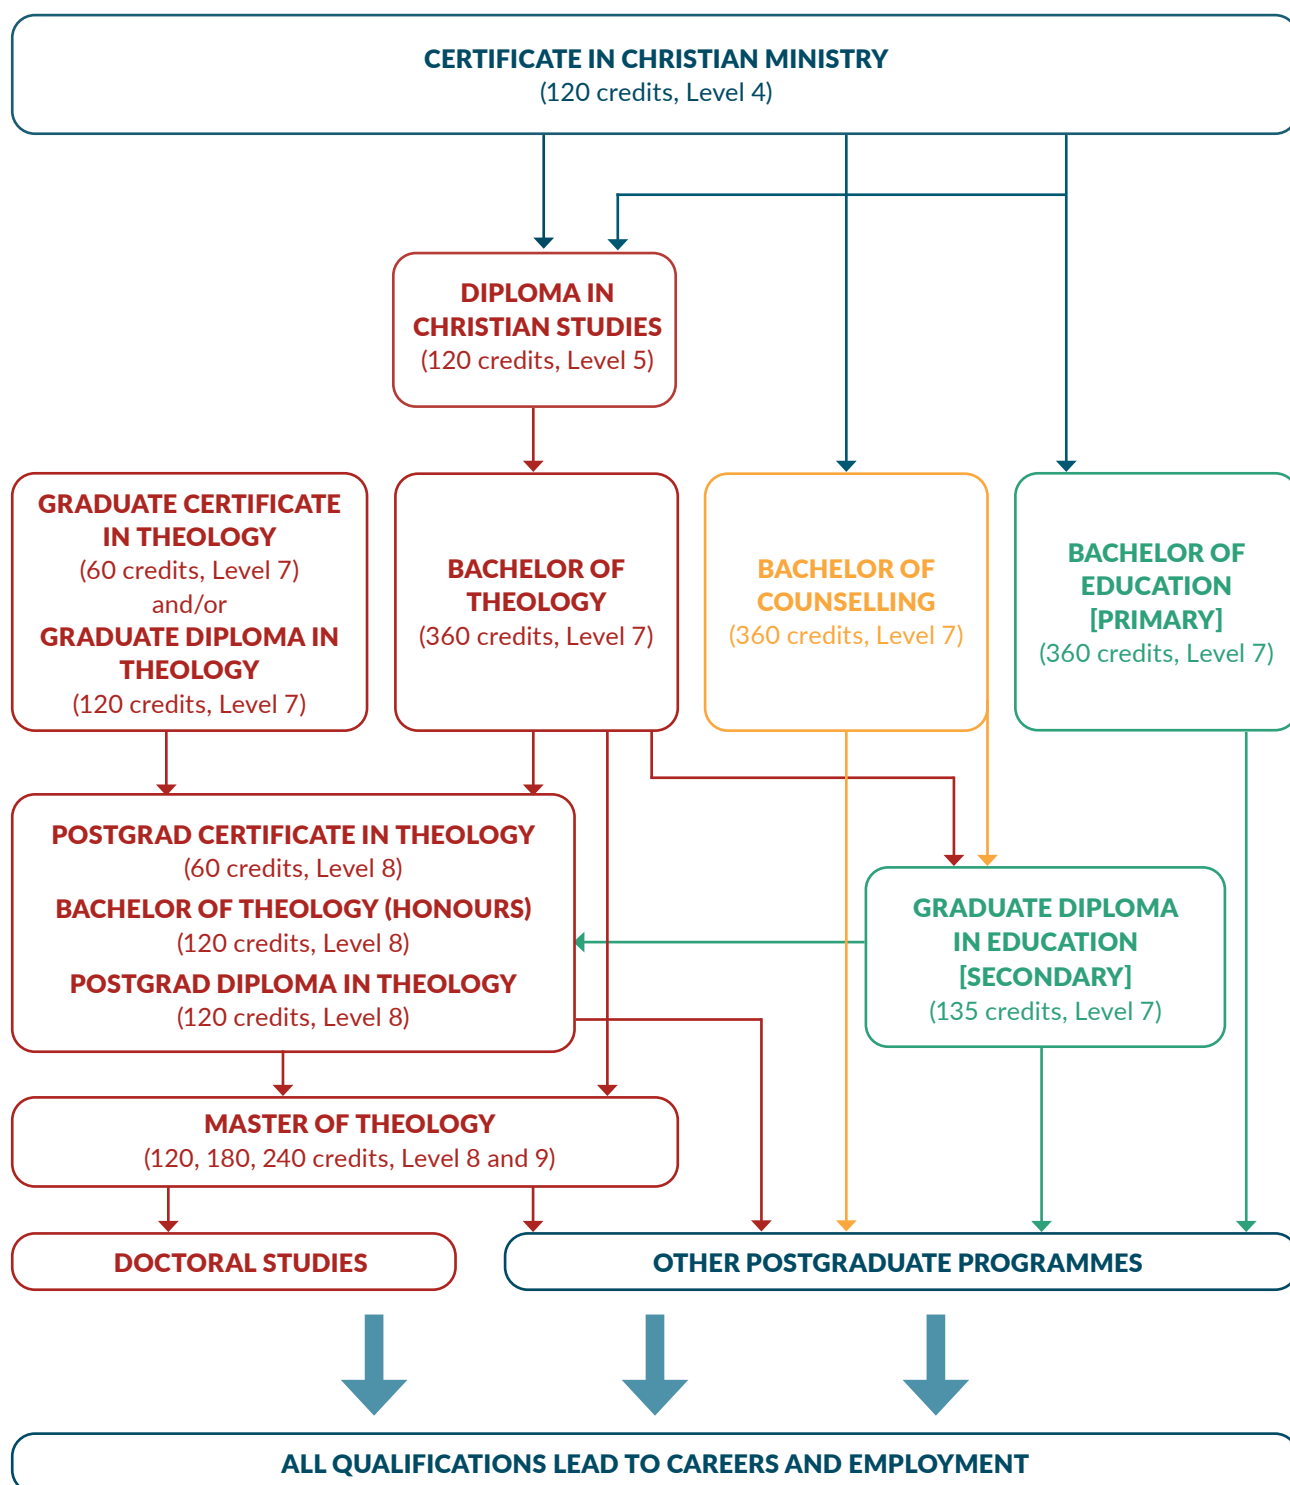 CERTIFICATE IN CHRISTIAN MINISTRY
(120 credits, Level 4)
DIPLOMA IN
CHRISTIAN STUDIES
(120 credits, Level 5)
GRADUATE CERTIFICATE
IN THEOLOGY
(60 credits, Level 7)
and/or
GRADUATE DIPLOMA IN
THEOLOGY
(120 credits, Level 7)
BACHELOR OF
THEOLOGY
(360 credits, Level 7)
BACHELOR OF
COUNSELLING
(360 credits, Level 7)
BACHELOR OF
EDUCATION
[PRIMARY]
(360 credits, Level 7)
POSTGRAD CERTIFICATE IN THEOLOGY
(60 credits, Level 8)
BACHELOR OF THEOLOGY (HONOURS)
(120 credits, Level 8)
POSTGRAD DIPLOMA IN THEOLOGY
(120 credits, Level 8)
GRADUATE DIPLOMA
IN EDUCATION
[SECONDARY]
(135 credits, Level 7)
MASTER OF THEOLOGY
(120, 180, 240 credits, Level 8 and 9)
DOCTORAL STUDIES
OTHER POSTGRADUATE PROGRAMMES
ALL QUALIFICATIONS LEAD TO CAREERS AND EMPLOYMENT